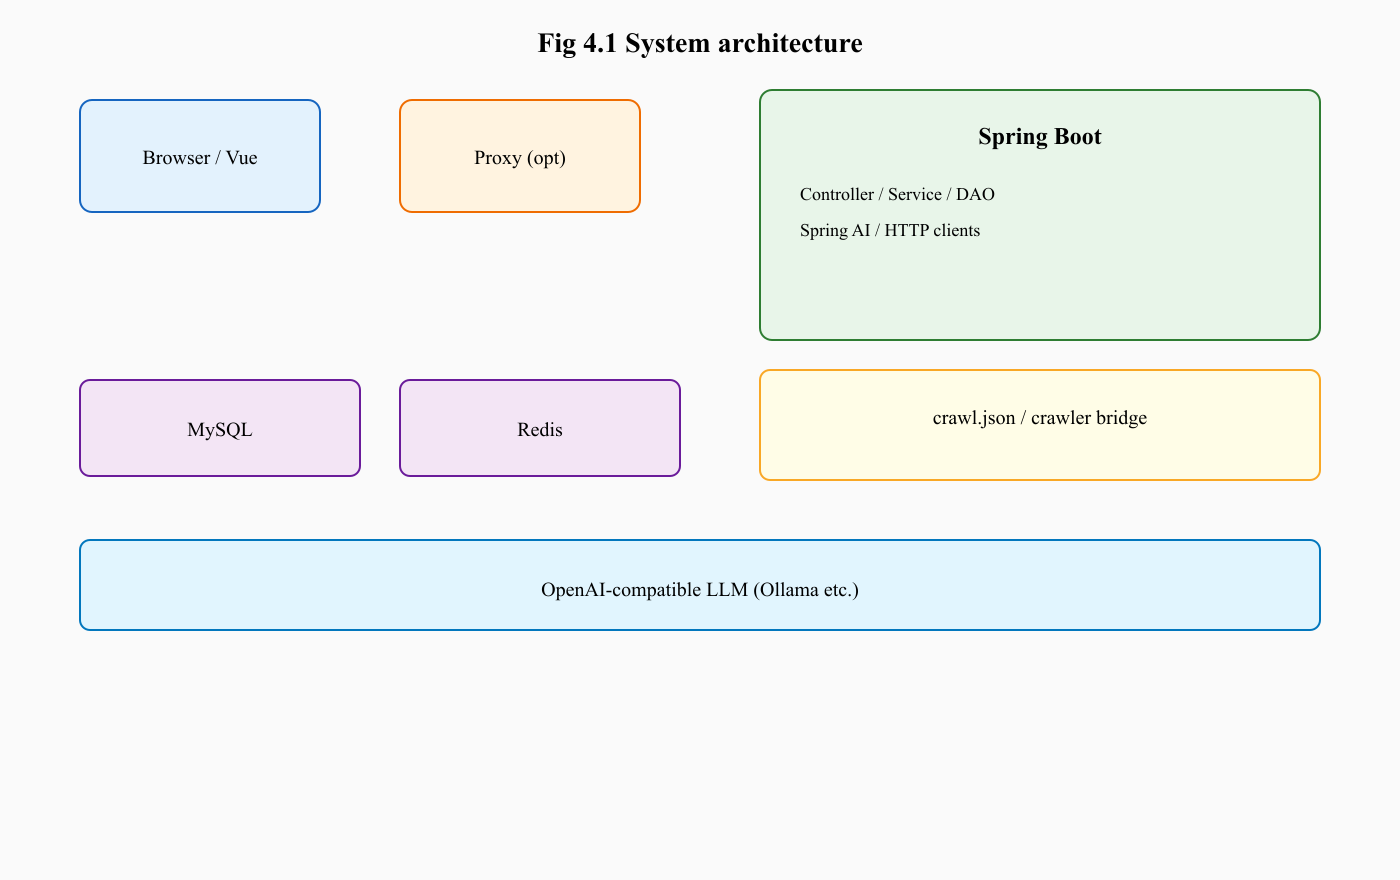 Fig 4.1 System architecture
Browser / Vue
Proxy (opt)
Spring Boot
Controller / Service / DAO
Spring AI / HTTP clients
MySQL
Redis
crawl.json / crawler bridge
OpenAI-compatible LLM (Ollama etc.)